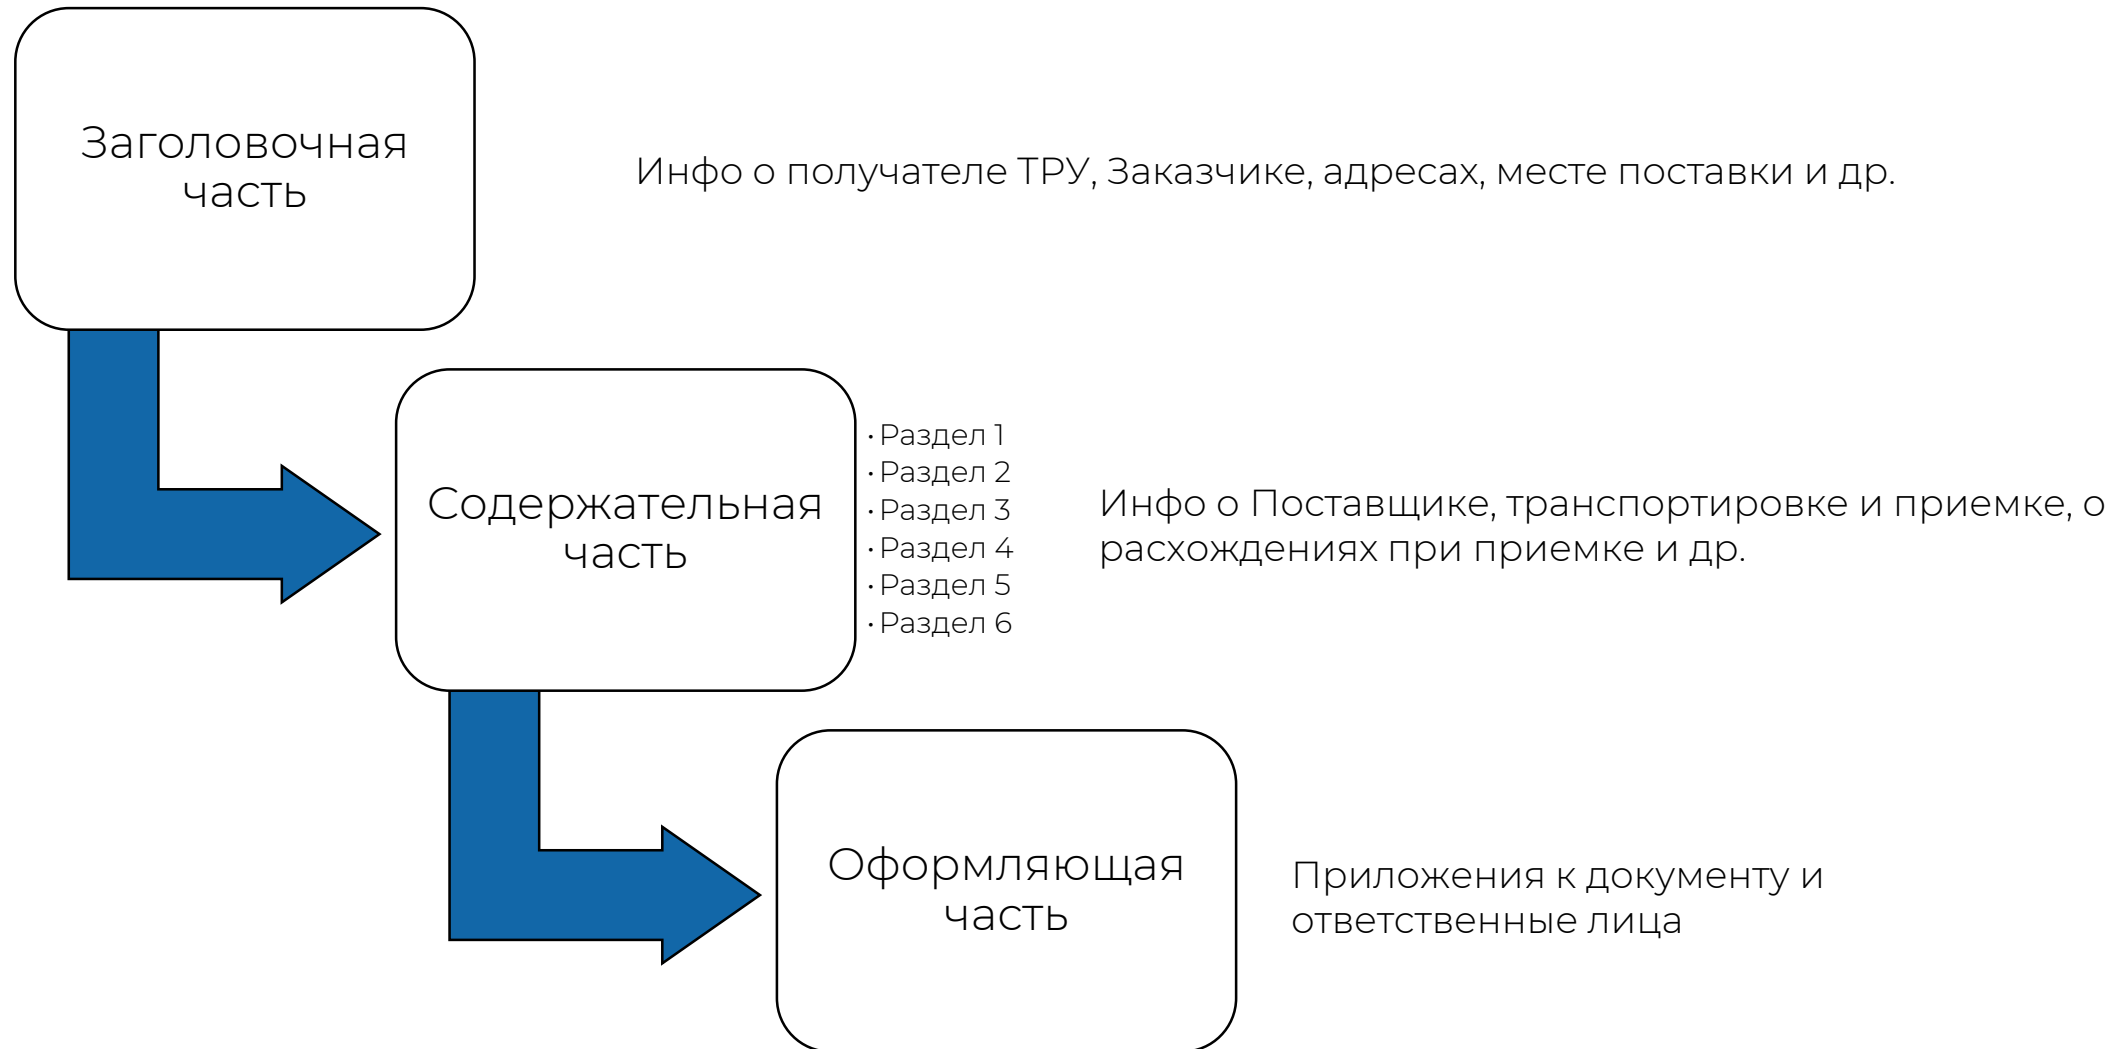 Заголовочная
часть
Инфо о получателе ТРУ, Заказчике, адресах, месте поставки и др.
Содержательная
часть
· Раздел 1
· Раздел 2
· Раздел 3
· Раздел 4
· Раздел 5
· Раздел 6
Инфо о Поставщике, транспортировке и приемке, о
расхождениях при приемке и др.
Оформляющая
часть
Приложения к документу и
ответственные лица